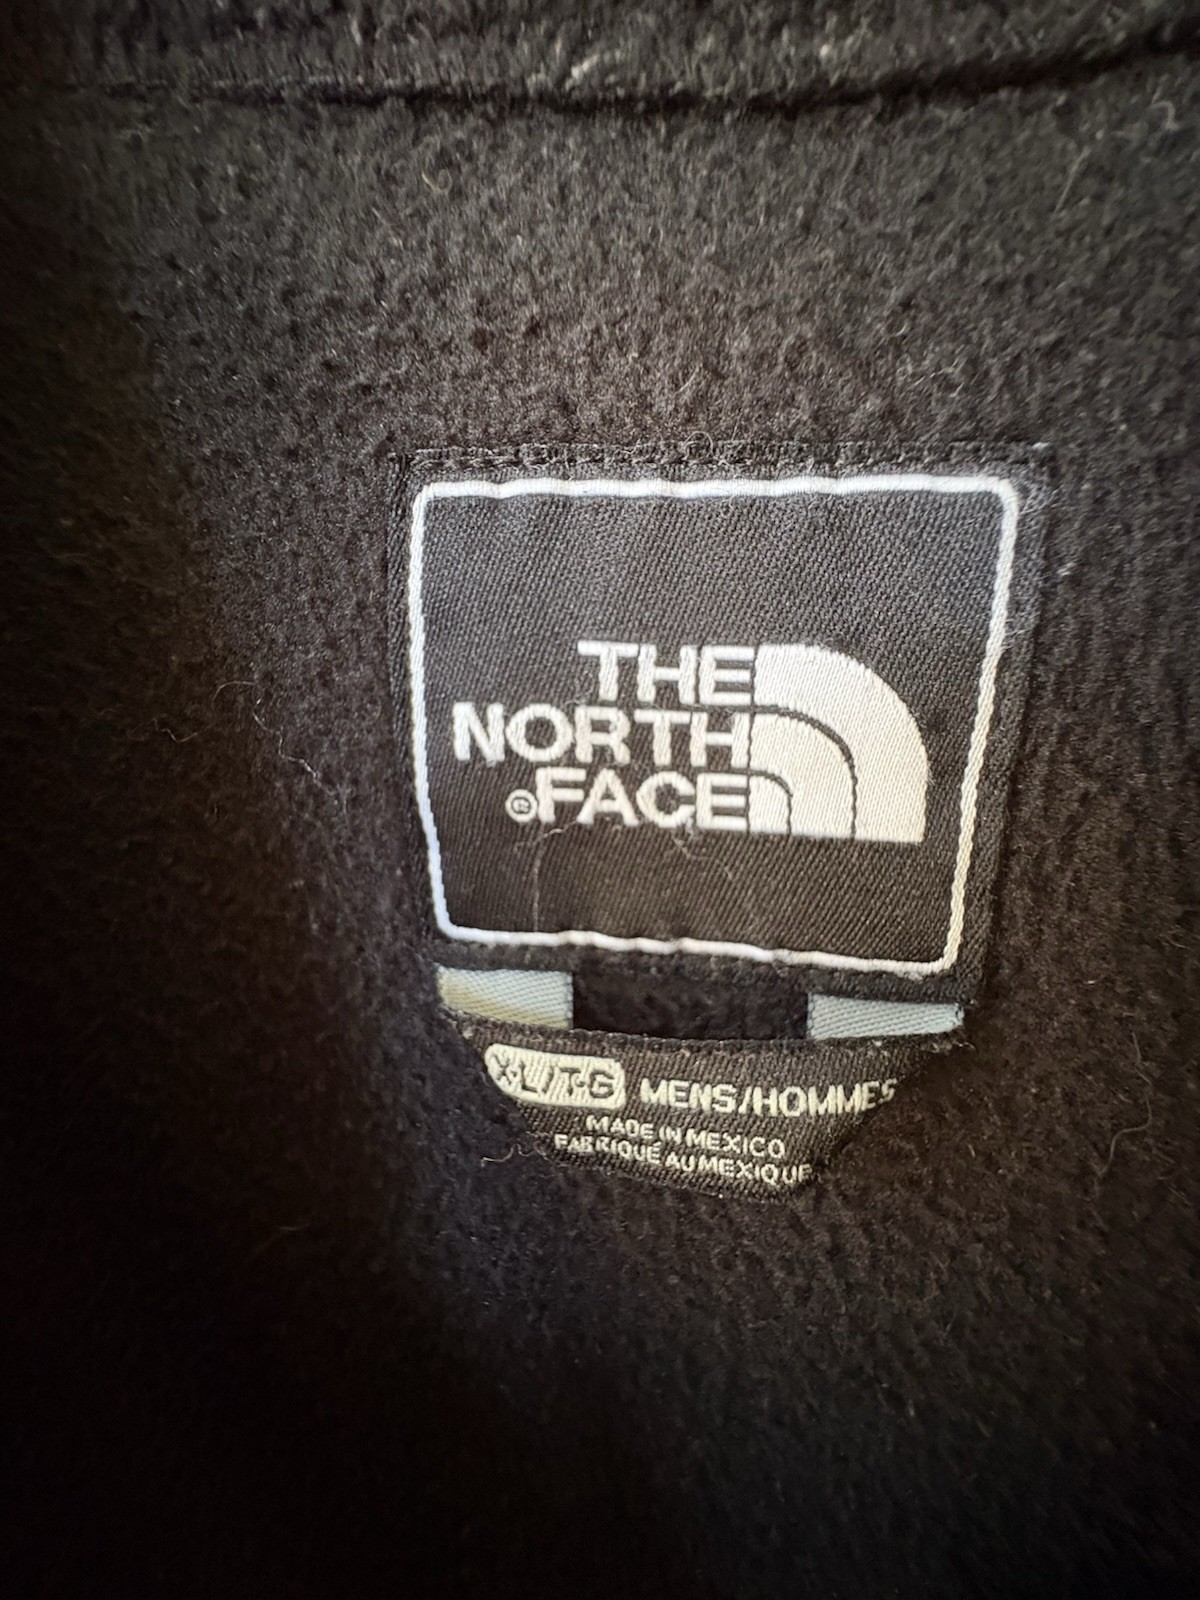 THE
NORTH
®FACE
XL/TG MENS/HOMMES
MADE IN MEXICO
FABRIQUÉ AU MEXIQUE